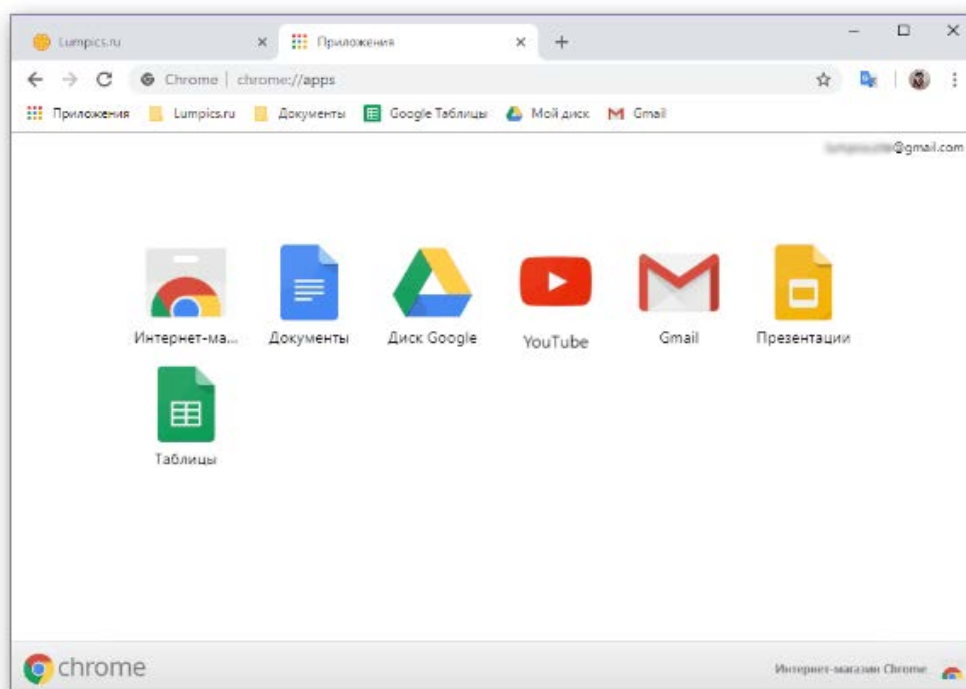 Lumpics.ru
Приложения
Chrome | chrome://apps
Приложения Lumpics.ru Документы Google Таблицы Мой диск Gmail
@gmail.com
Интернет-ма... Документы Диск Google YouTube Gmail Презентации
Таблицы
chrome
Интернет-магазин Chrome